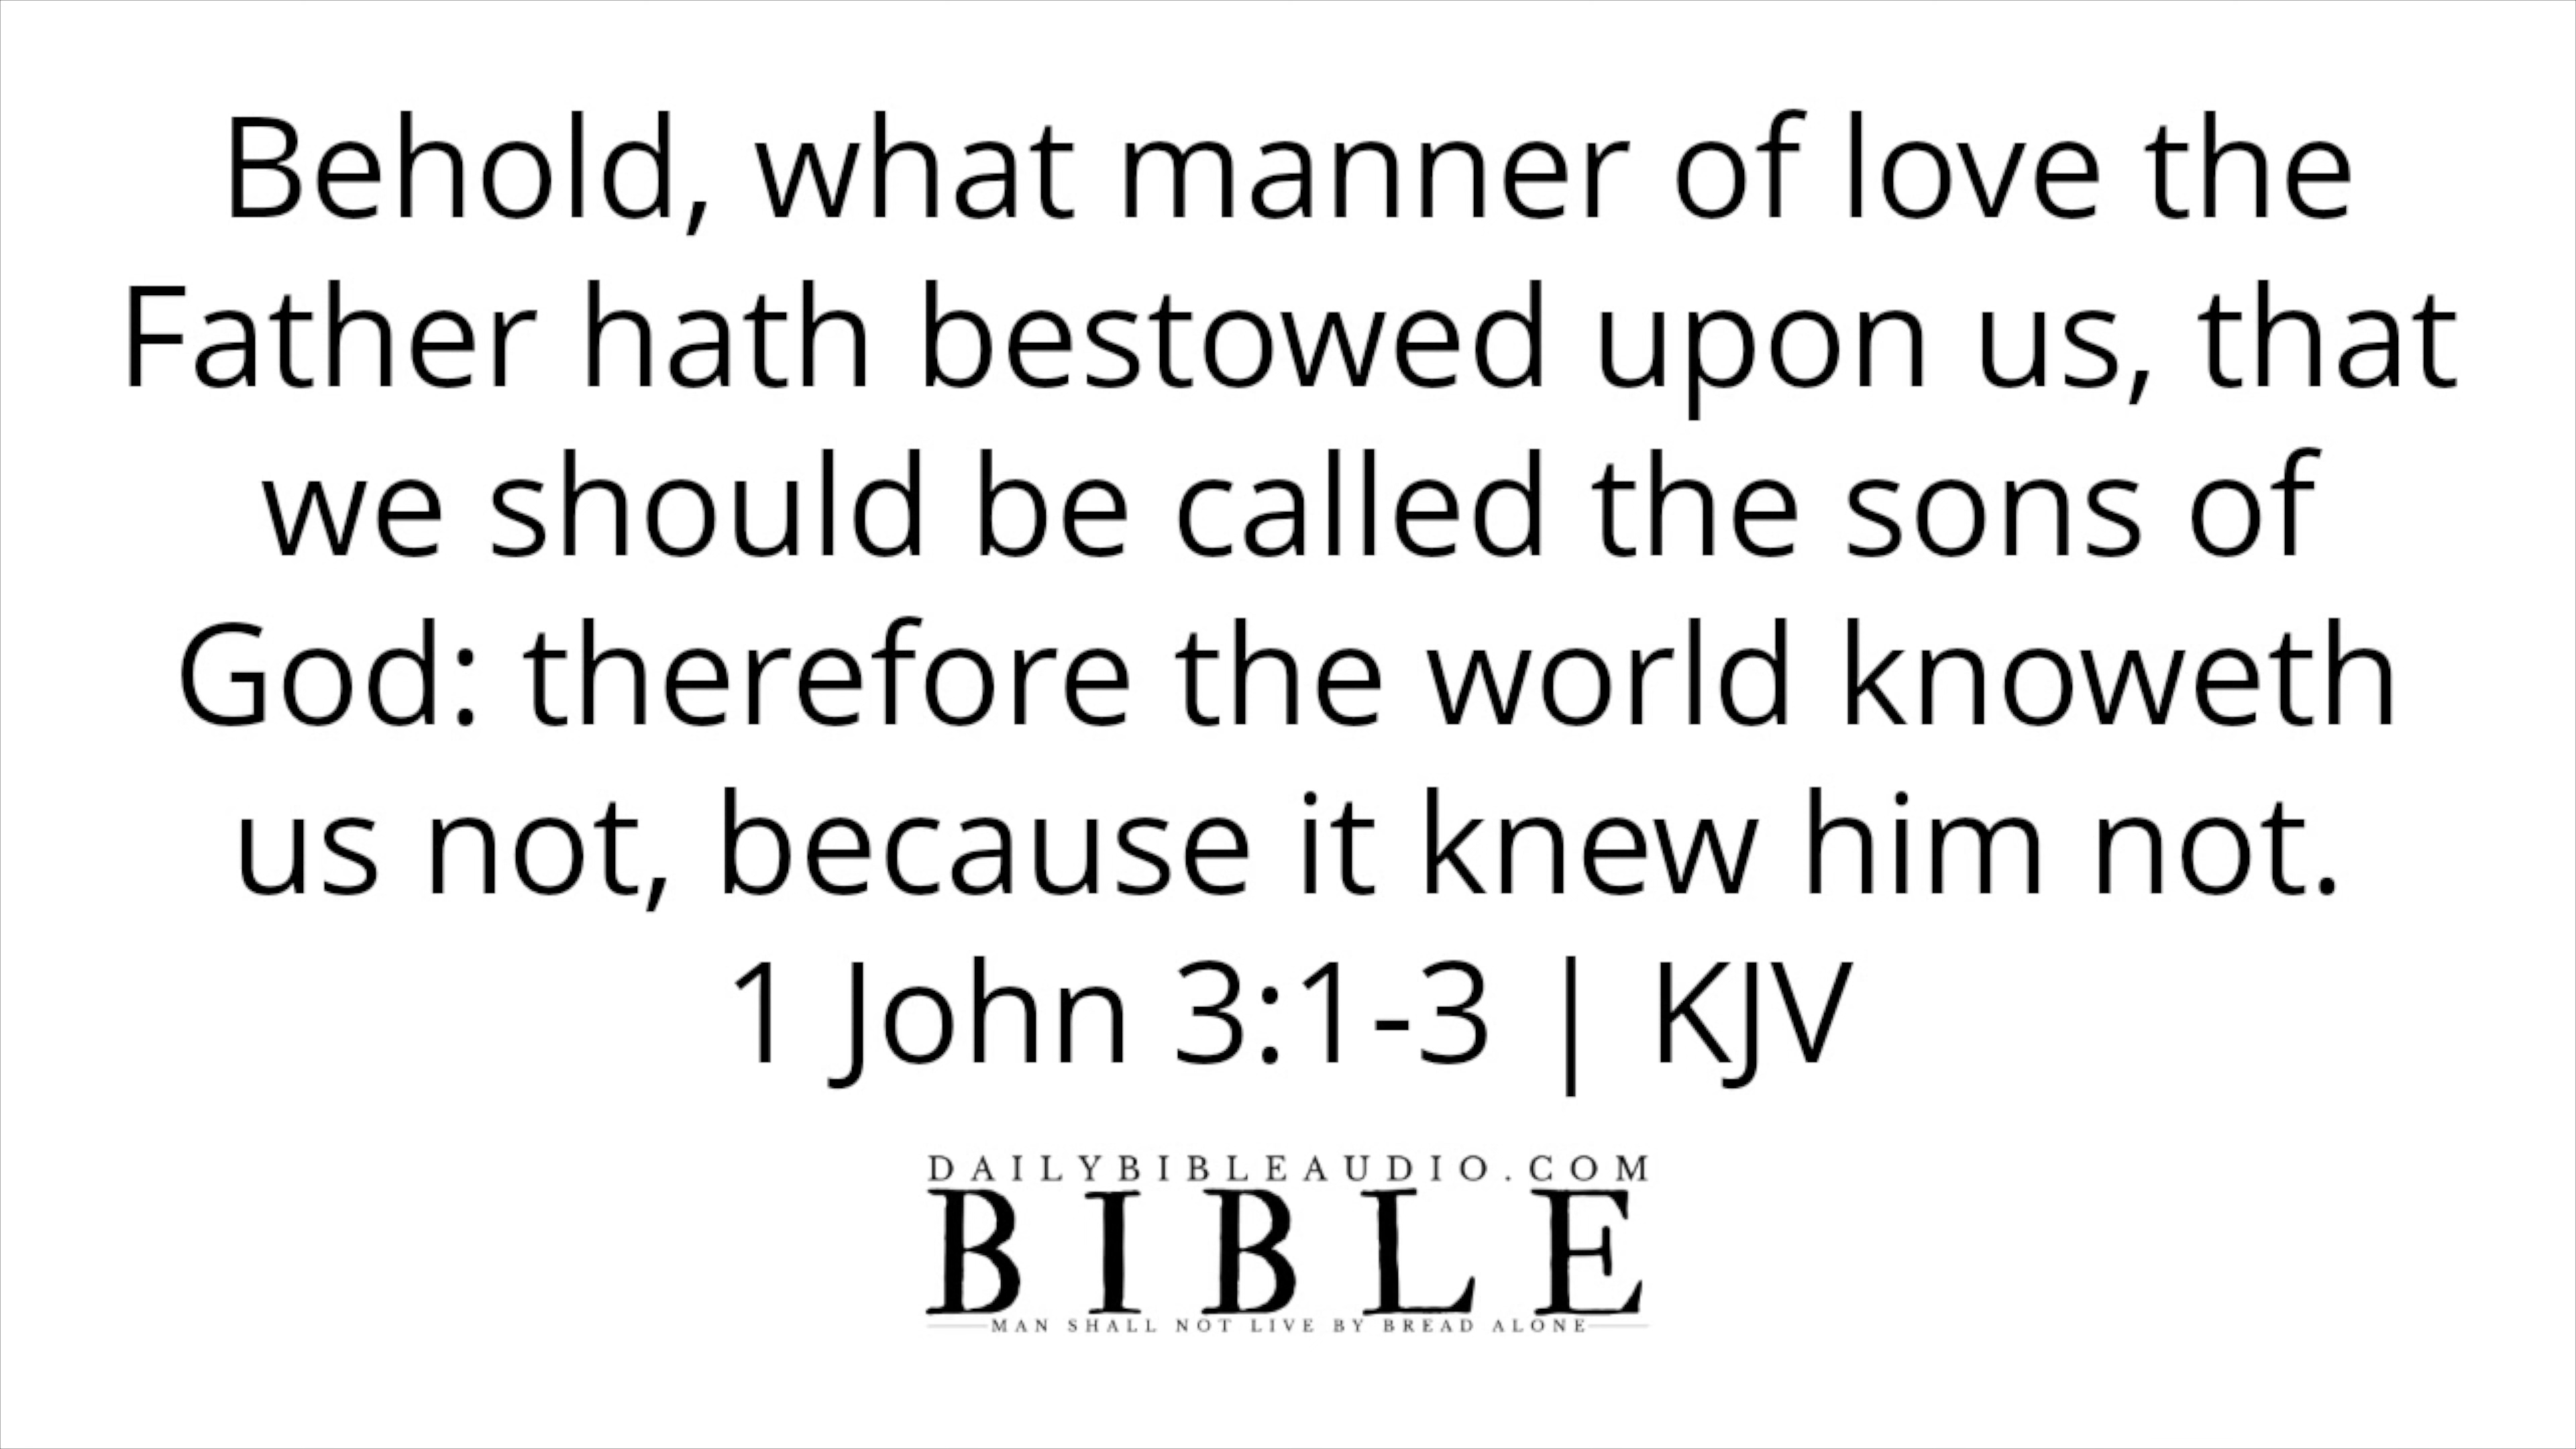 Behold, what manner of love the
Father hath bestowed upon us, that
we should be called the sons of
God: therefore the world knoweth
us not, because it knew him not.
1 John 3:1-3 | KJV
DAILYBIBLEAUDIO.COM
BIBLE
MAN SHALL NOT LIVE BY BREAD ALONE